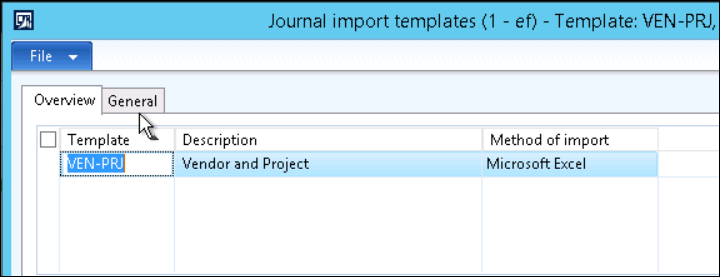 Journal import templates (1 - ef) - Template: VEN-PRJ,
File
Overview General
Template Description Method of import
VEN-PRJ Vendor and Project Microsoft Excel